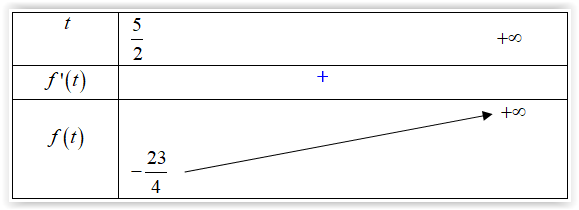 t 5/2 +∞
f'(t) +
f(t) -23/4 +∞